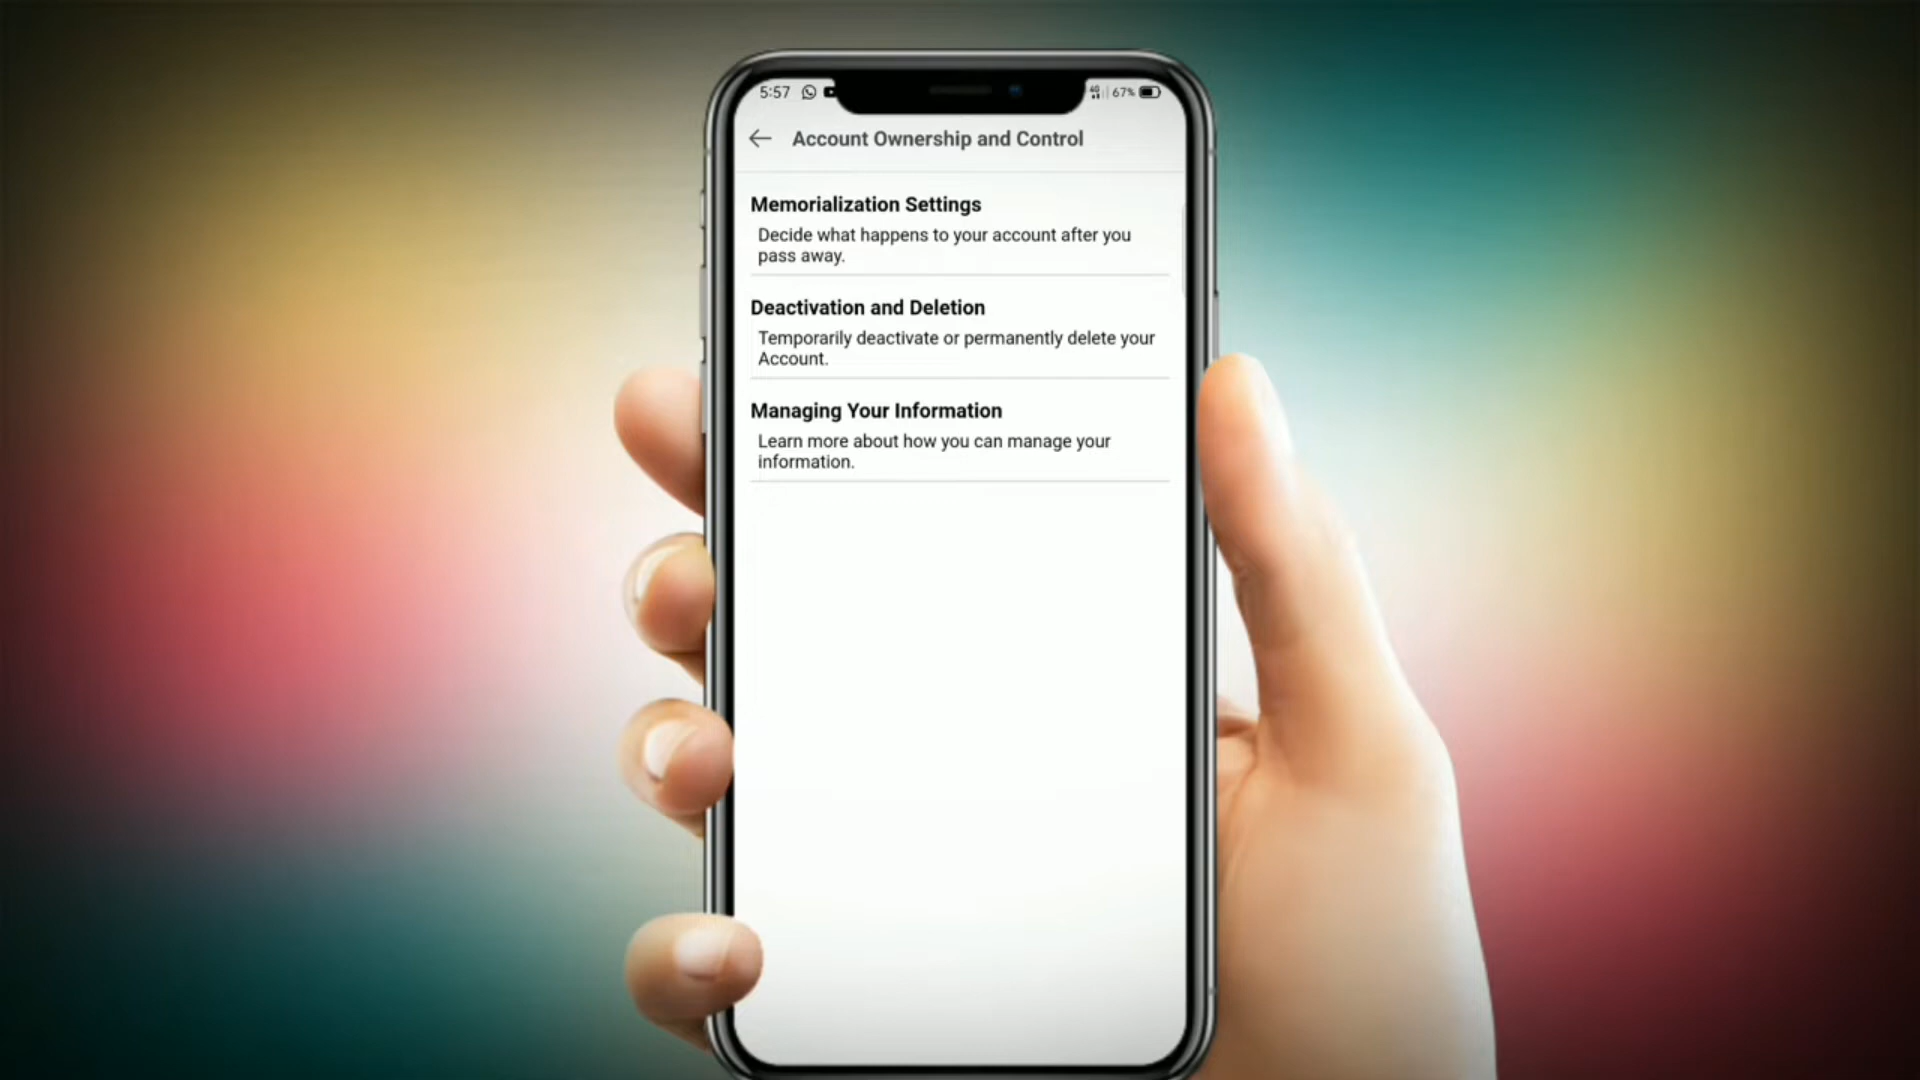 5:57 4G 67%
Account Ownership and Control
Memorialization Settings
Decide what happens to your account after you
pass away.
Deactivation and Deletion
Temporarily deactivate or permanently delete your
Account.
Managing Your Information
Learn more about how you can manage your
information.